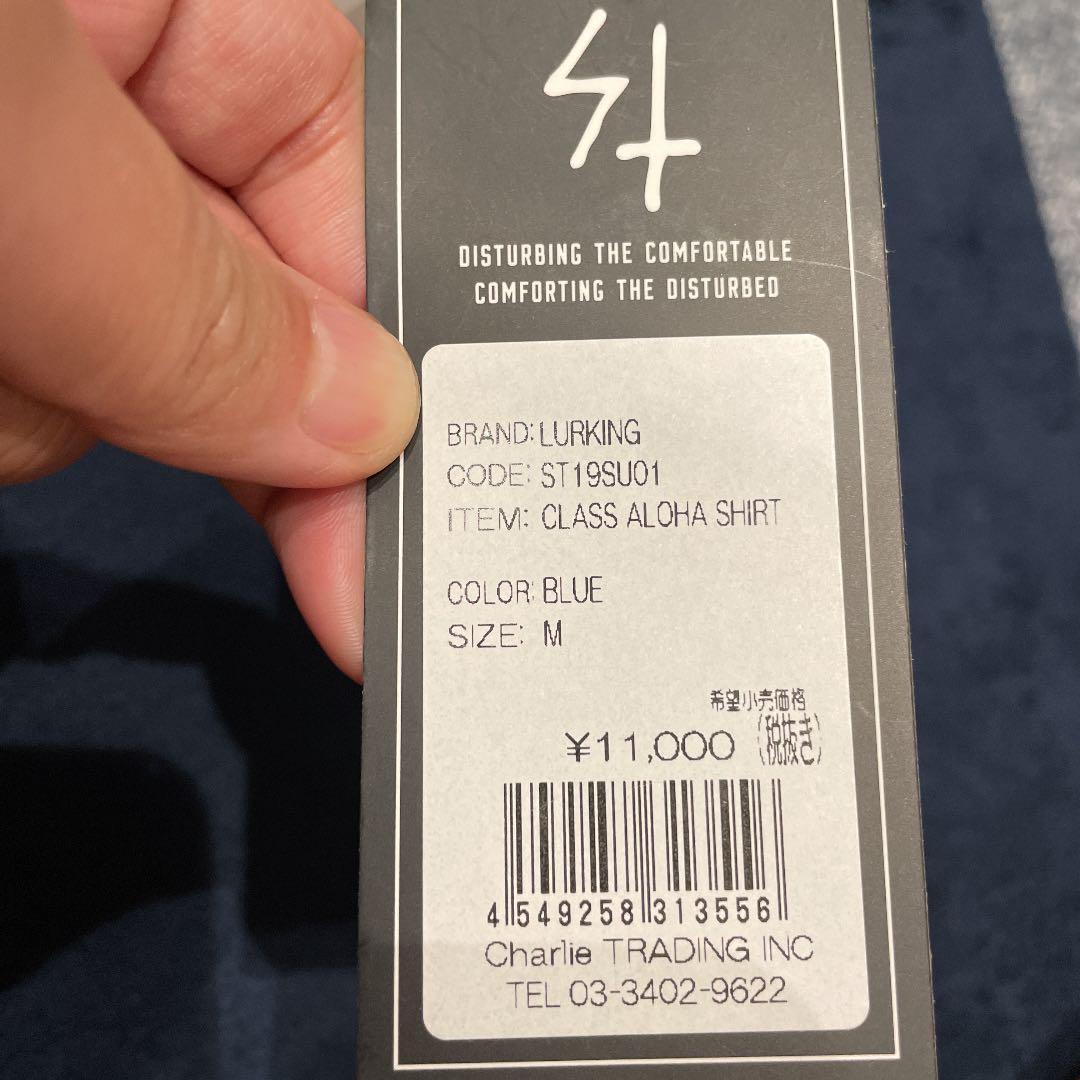 DISTURBING THE COMFORTABLE
COMFORTING THE DISTURBED
BRAND: LURKING
CODE: ST19SU01
ITEM: CLASS ALOHA SHIRT
COLOR: BLUE
SIZE: M
希望小売価格
¥11,000 (税抜き)
4 549258 313556
Charlie TRADING INC
TEL 03-3402-9622